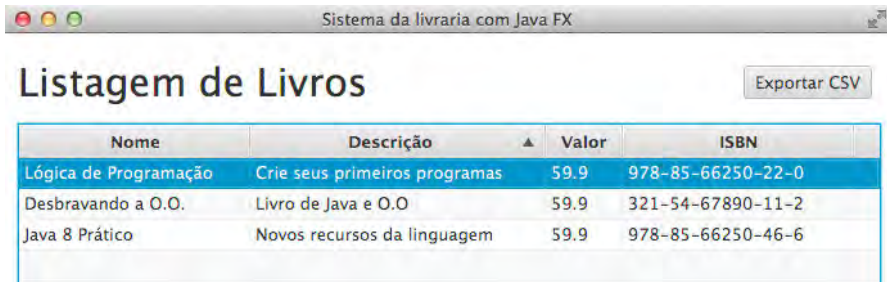 Sistema da livraria com Java FX
Listagem de Livros
Exportar CSV
Nome Descrição Valor ISBN
Lógica de Programação Crie seus primeiros programas 59.9 978-85-66250-22-0
Desbravando a O.O. Livro de Java e O.O 59.9 321-54-67890-11-2
Java 8 Prático Novos recursos da linguagem 59.9 978-85-66250-46-6